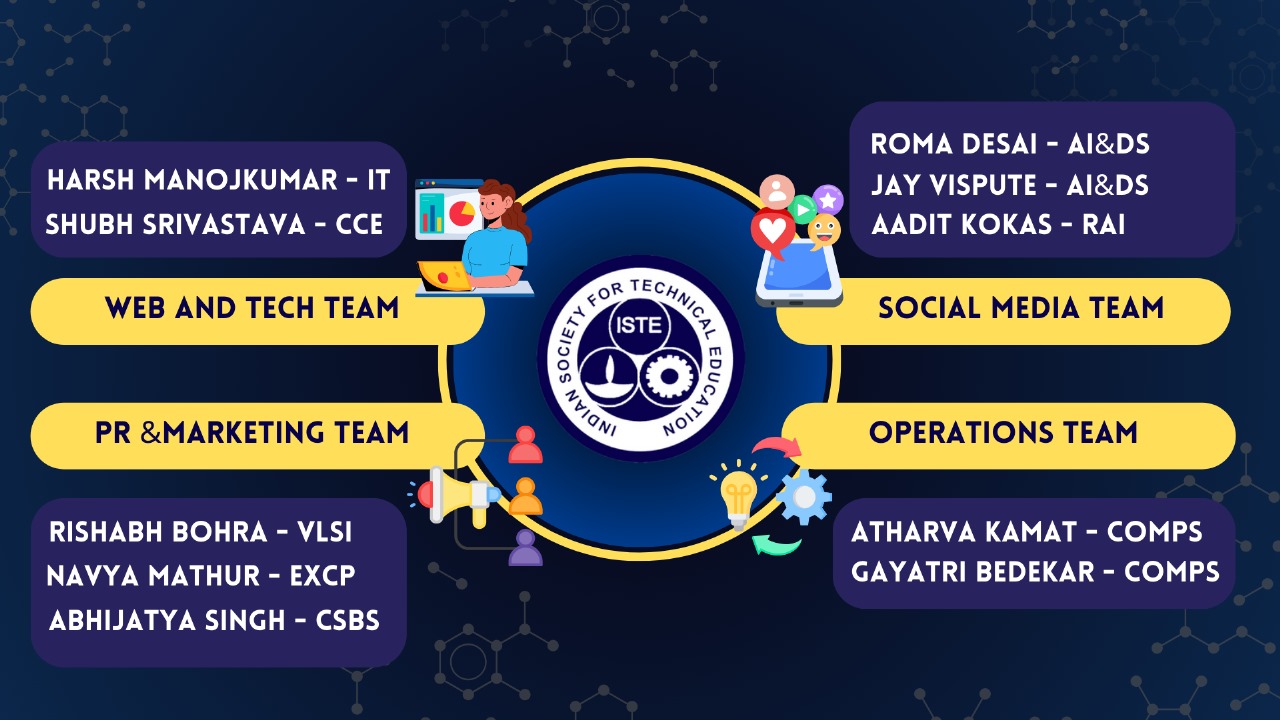 HARSH MANOJKUMAR - IT
SHUBH SRIVASTAVA - CCE
WEB AND TECH TEAM
ROMA DESAI - AI&DS
JAY VISPUTE - AI&DS
AADIT KOKAS - RAI
SOCIAL MEDIA TEAM
INDIAN SOCIETY FOR TECHNICAL EDUCATION
ISTE
PR &MARKETING TEAM
RISHABH BOHRA - VLSI
NAVYA MATHUR - EXCP
ABHIJATYA SINGH - CSBS
OPERATIONS TEAM
ATHARVA KAMAT - COMPS
GAYATRI BEDEKAR - COMPS